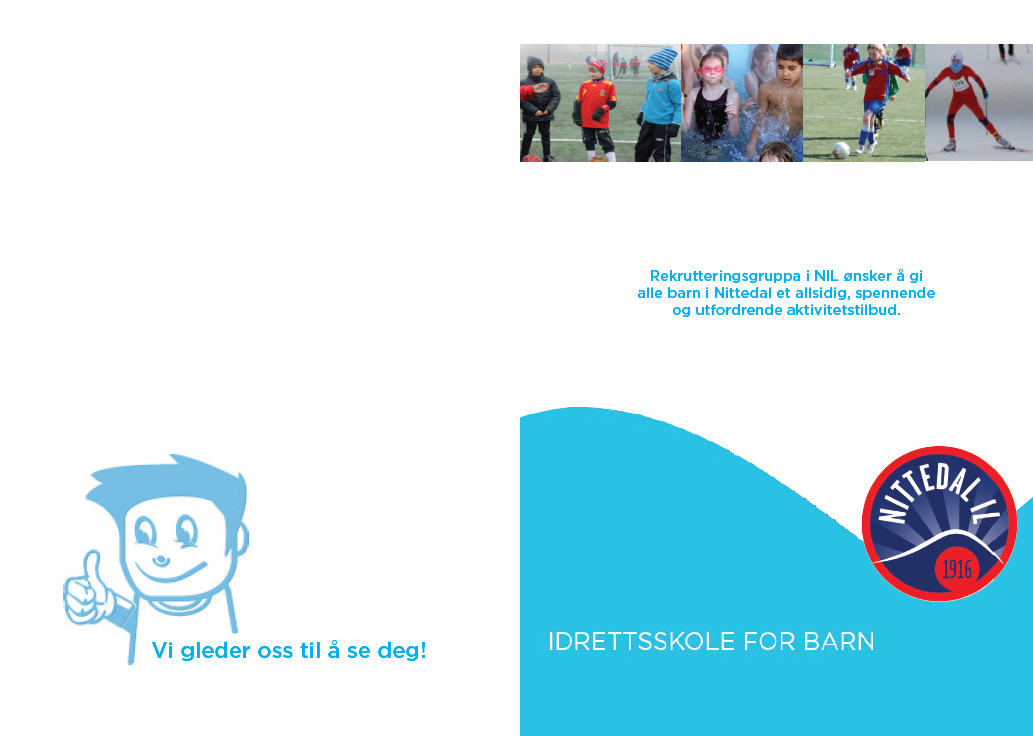 Rekrutteringsgruppa i NIL ønsker å gi
alle barn i Nittedal et allsidig, spennende
og utfordrende aktivitetstilbud.
NITTEDAL IL
1916
Vi gleder oss til å se deg!
IDRETTSSKOLE FOR BARN